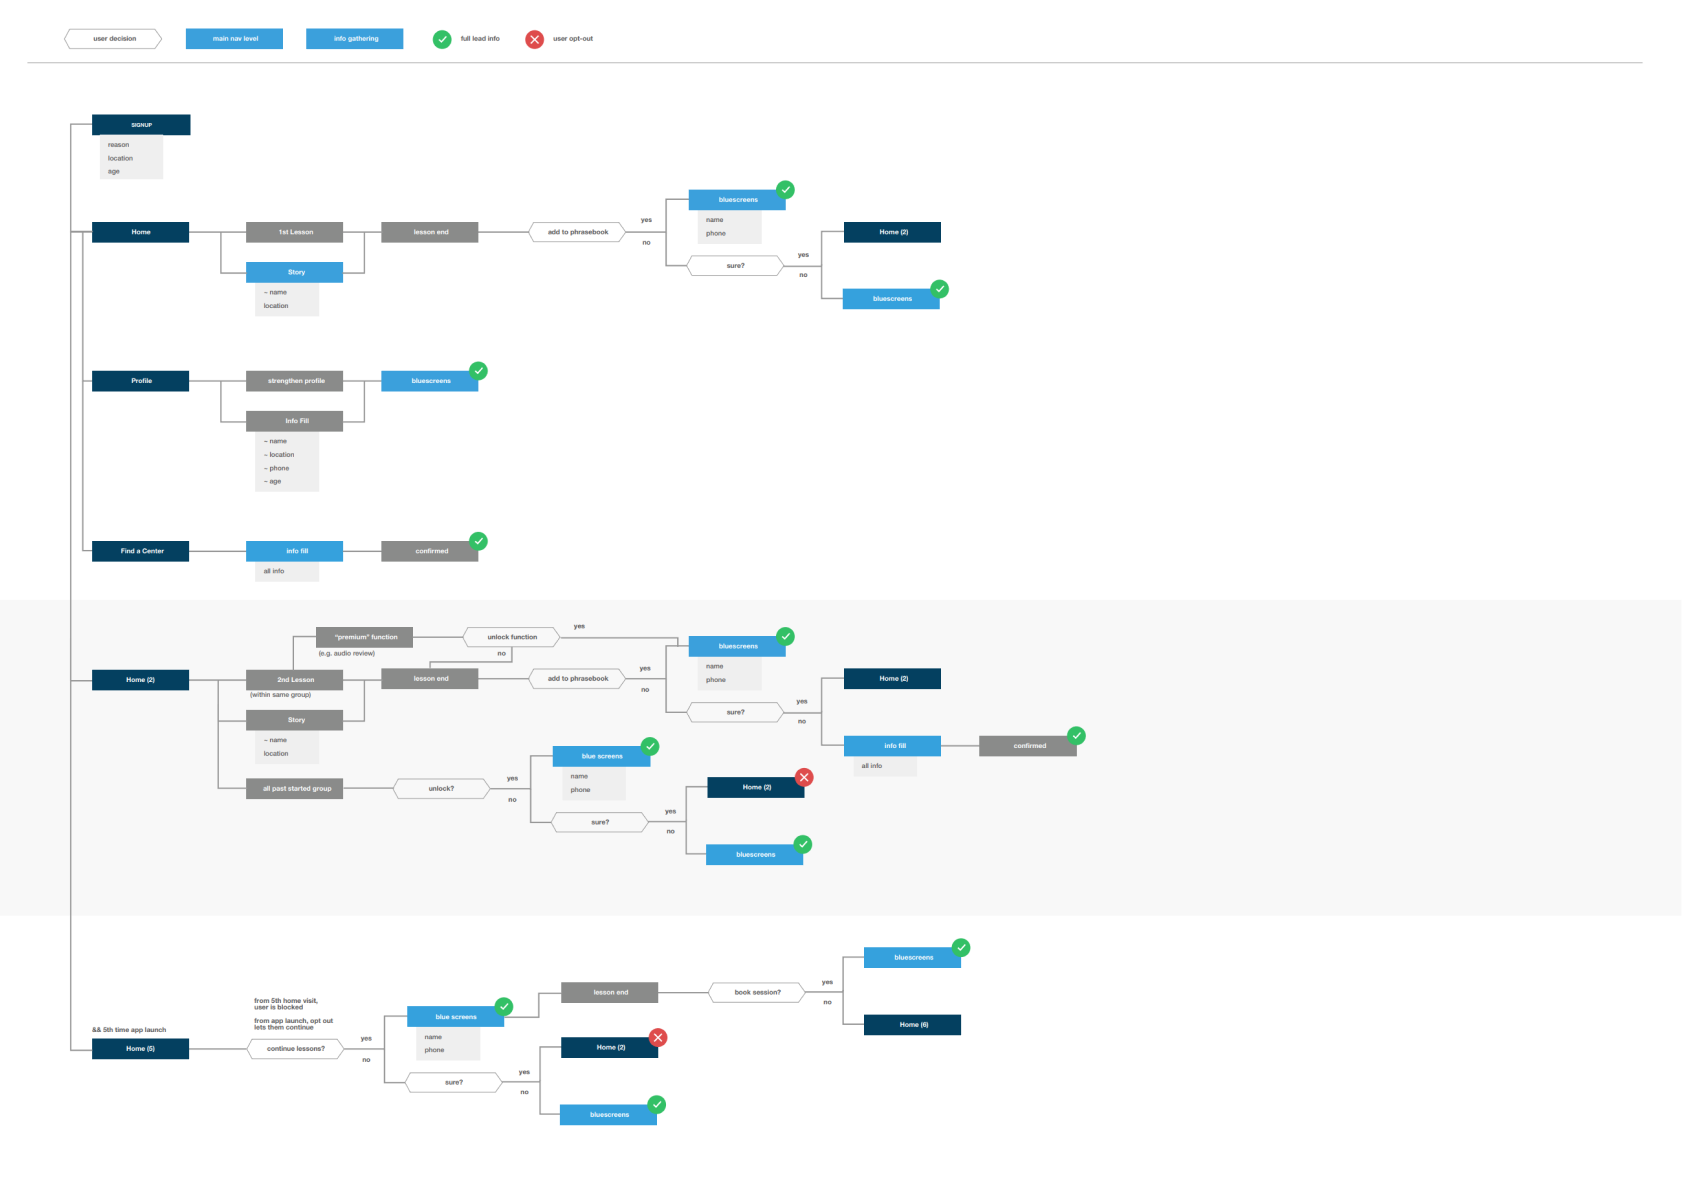 user decision
main nav level
info gathering
full lead info
user opt-out
SIGNUP
reason
location
age
Home
1st Lesson
lesson end
add to phrasebook
yes
no
bluescreens
name
phone
sure?
yes
no
Home (2)
bluescreens
Story
~ name
location
Profile
strengthen profile
bluescreens
Info Fill
~ name
~ location
~ phone
~ age
Find a Center
info fill
confirmed
all info
"premium" function
(e.g. audio review)
unlock function
yes
no
Home (2)
2nd Lesson
(within same group)
lesson end
add to phrasebook
yes
no
bluescreens
name
phone
sure?
yes
no
Home (2)
info fill
all info
confirmed
Story
~ name
location
all past started group
unlock?
yes
no
blue screens
name
phone
sure?
yes
no
Home (2)
bluescreens
&& 5th time app launch
Home (5)
from 5th home visit,
user is blocked
from app launch, opt out
lets them continue
continue lessons?
yes
no
blue screens
name
phone
sure?
yes
no
Home (2)
bluescreens
lesson end
book session?
yes
no
bluescreens
Home (6)